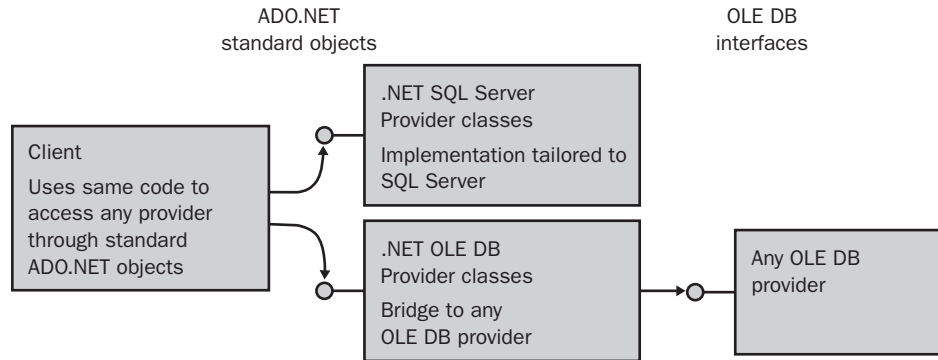 ADO.NET
standard objects
OLE DB
interfaces
.NET SQL Server
Provider classes
Implementation tailored to
SQL Server
Client
Uses same code to
access any provider
through standard
ADO.NET objects
.NET OLE DB
Provider classes
Bridge to any
OLE DB provider
Any OLE DB
provider